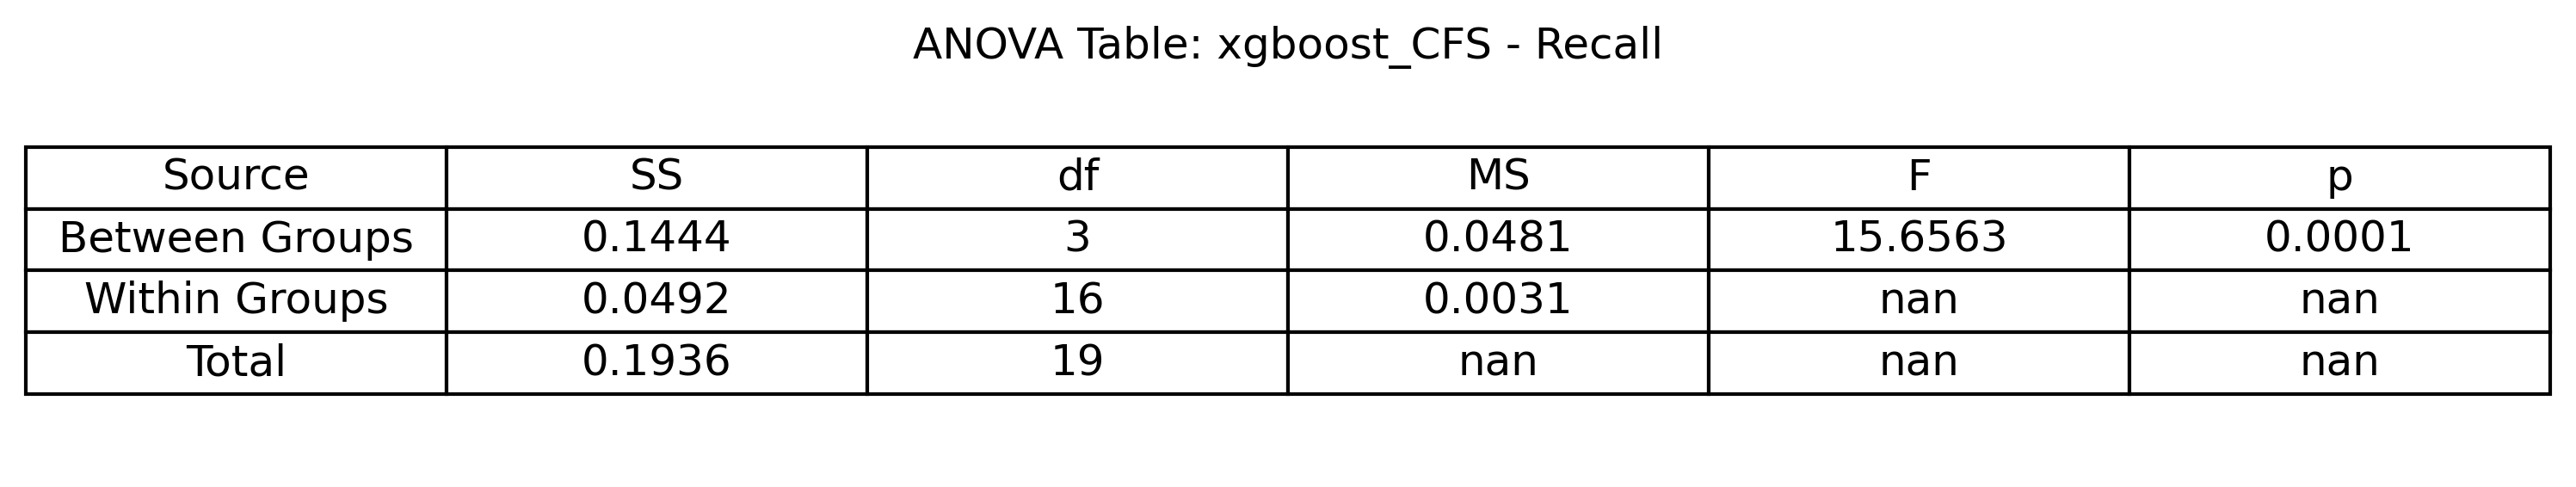 ANOVA Table: xgboost_CFS - Recall
Source SS df MS F p
Between Groups 0.1444 3 0.0481 15.6563 0.0001
Within Groups 0.0492 16 0.0031 nan nan
Total 0.1936 19 nan nan nan